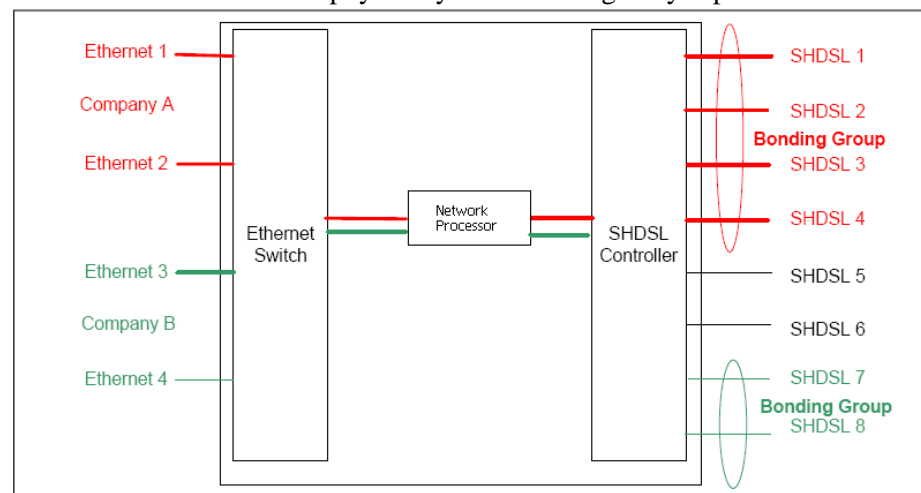 Ethernet 1
Company A
Ethernet 2
Ethernet 3
Company B
Ethernet 4
Ethernet
Switch
Network
Processor
SHDSL
Controller
SHDSL 1
SHDSL 2
Bonding Group
SHDSL 3
SHDSL 4
SHDSL 5
SHDSL 6
SHDSL 7
Bonding Group
SHDSL 8